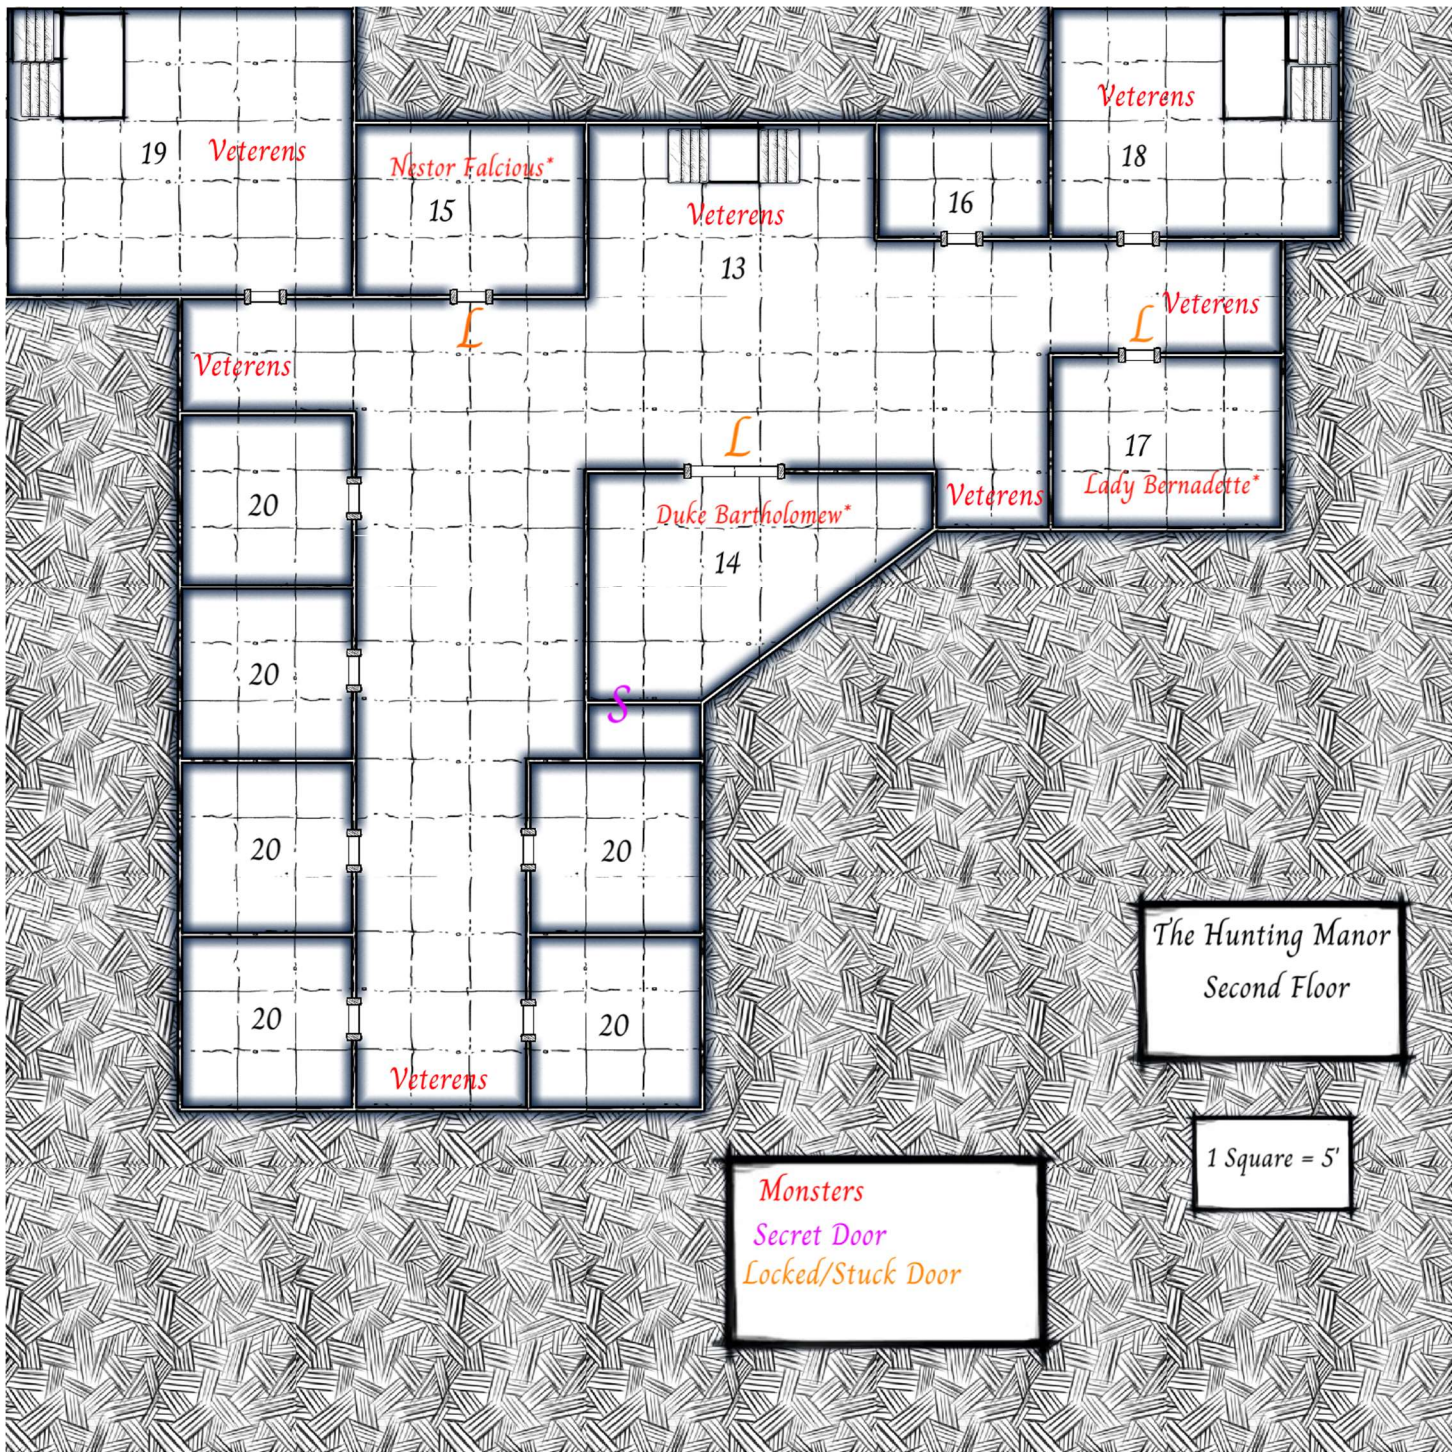 Veterens
19
Veterens
Nestor Falcious*
15
Veterens
13
16
18
Veterens
L
Veterens
L
Veterens
L
17
Lady Bernadette*
Veterens
Duke Bartholomew*
14
20
20
S
20
20
20
20
Veterens
The Hunting Manor
Second Floor
1 Square = 5'
Monsters
Secret Door
Locked/Stuck Door